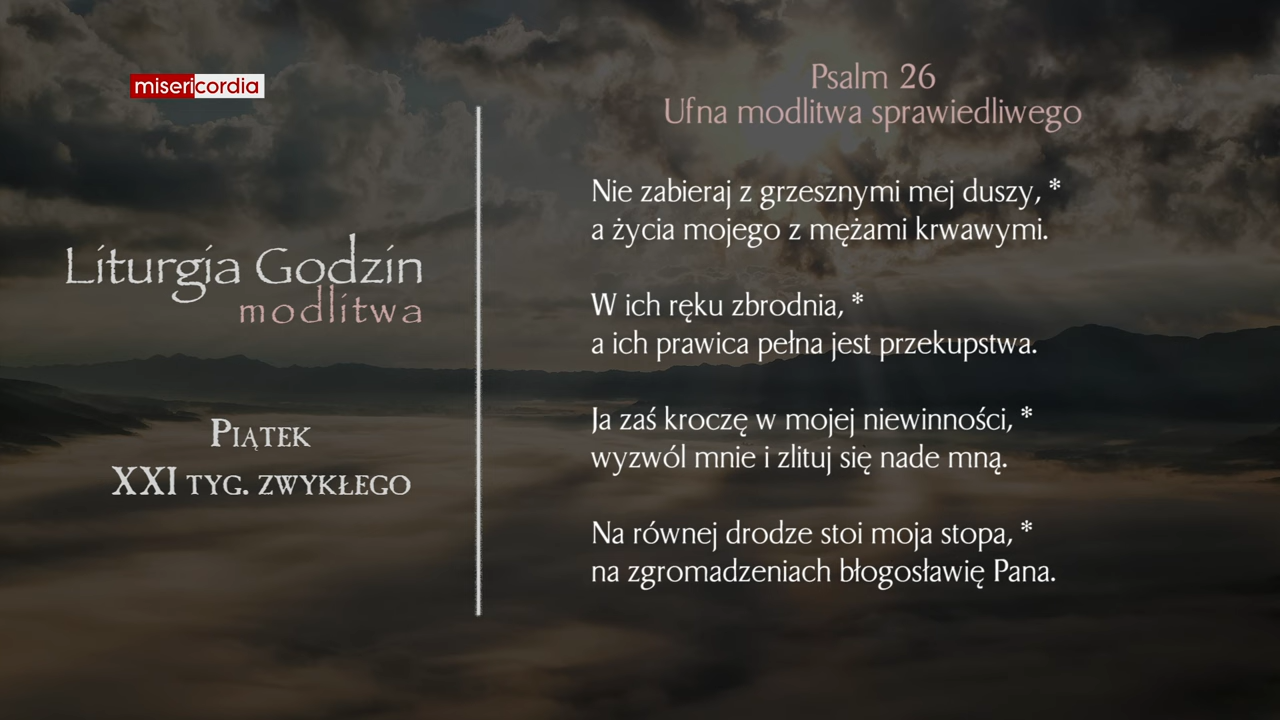 misericordia
Liturgia Godzin
modlitwa
Piątek
XXI tyg. zwykłego
Psalm 26
Ufna modlitwa sprawiedliwego
Nie zabieraj z grzesznymi mej duszy, *
a życia mojego z mężami krwawymi.
W ich ręku zbrodnia, *
a ich prawica pełna jest przekupstwa.
Ja zaś kroczę w mojej niewinności, *
wyzwól mnie i zlituj się nade mną.
Na równej drodze stoi moja stopa, *
na zgromadzeniach błogosławię Pana.